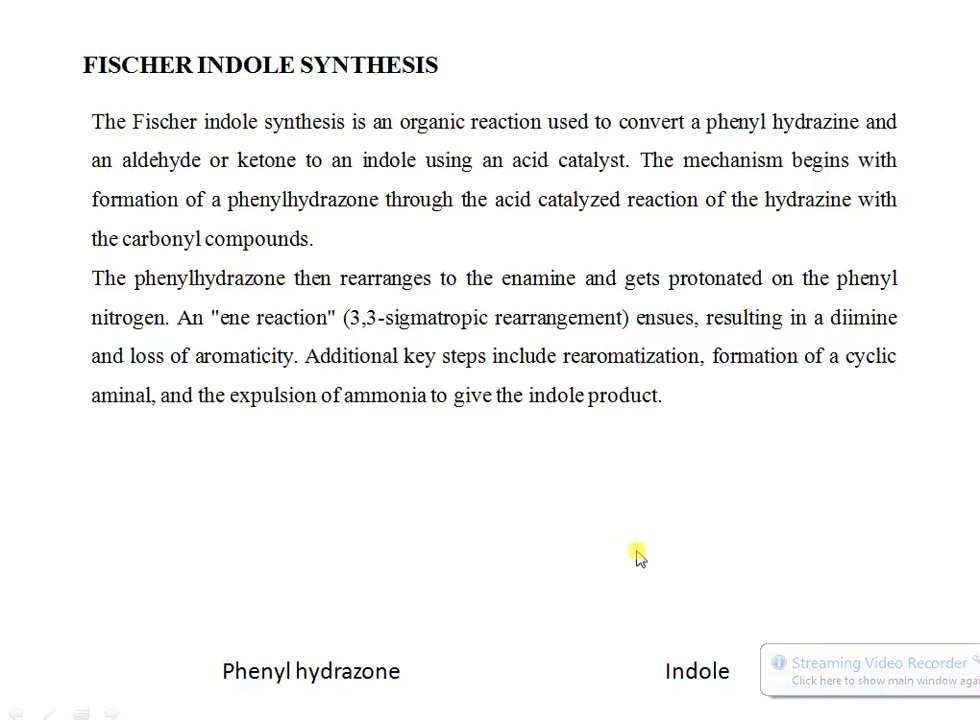 FISCHER INDOLE SYNTHESIS
The Fischer indole synthesis is an organic reaction used to convert a phenyl hydrazine and
an aldehyde or ketone to an indole using an acid catalyst. The mechanism begins with
formation of a phenylhydrazone through the acid catalyzed reaction of the hydrazine with
the carbonyl compounds.
The phenylhydrazone then rearranges to the enamine and gets protonated on the phenyl
nitrogen. An "ene reaction" (3,3-sigmatropic rearrangement) ensues, resulting in a diimine
and loss of aromaticity. Additional key steps include rearomatization, formation of a cyclic
aminal, and the expulsion of ammonia to give the indole product.
Phenyl hydrazone
Indole
Streaming Video Recorder
Click here to show main window